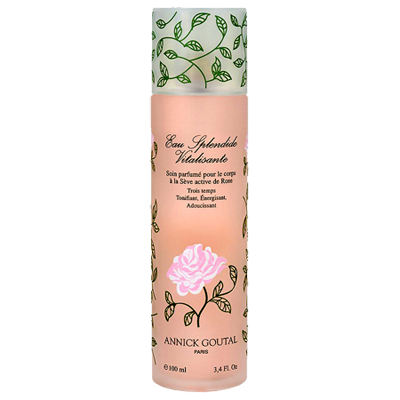 Eau Splendide
Vitalisante
Soin parfumé pour le corps
à la Sève active de Rose
Trois temps
Tonifiant, Énergisant,
Adoucissant
ANNICK GOUTAL
PARIS
e 100 ml 3,4 Fl. Oz